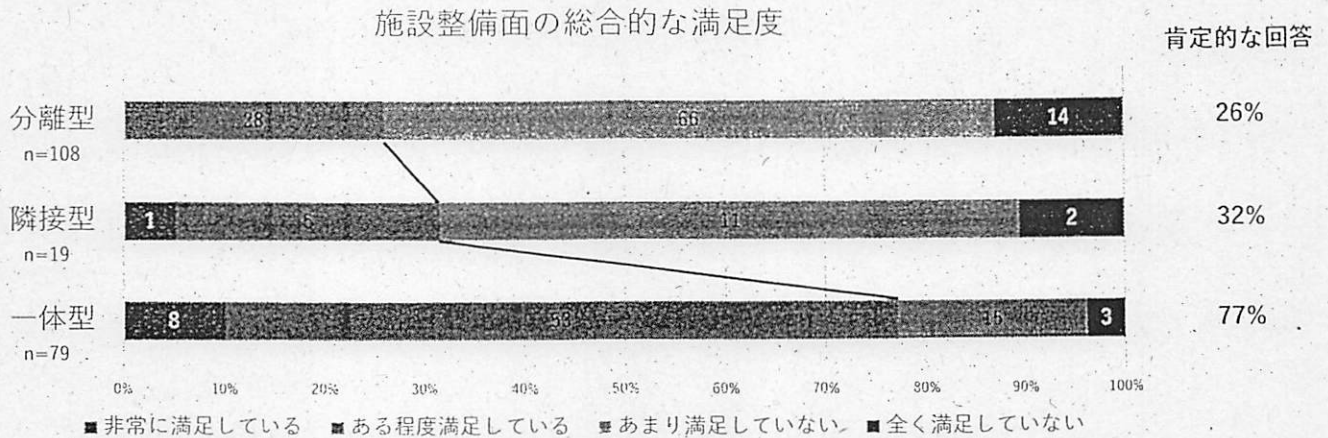 施設整備面の総合的な満足度
肯定的な回答
分離型 28 66 14 26%
n=108
隣接型 1 5 11 2 32%
n=19
一体型 8 53 15 3 77%
n=79
0% 10% 20% 30% 40% 50% 60% 70% 80% 90% 100%
■非常に満足している ■ある程度満足している ■あまり満足していない ■全く満足していない